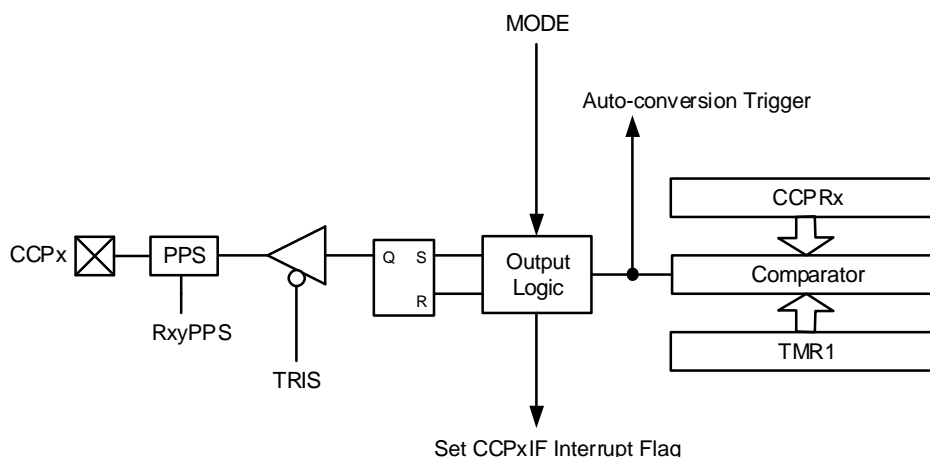 MODE
Auto-conversion Trigger
CCPRx
CCPx
PPS
Q
S
R
Output
Logic
Comparator
RxyPPS
TRIS
TMR1
Set CCPxIF Interrupt Flag